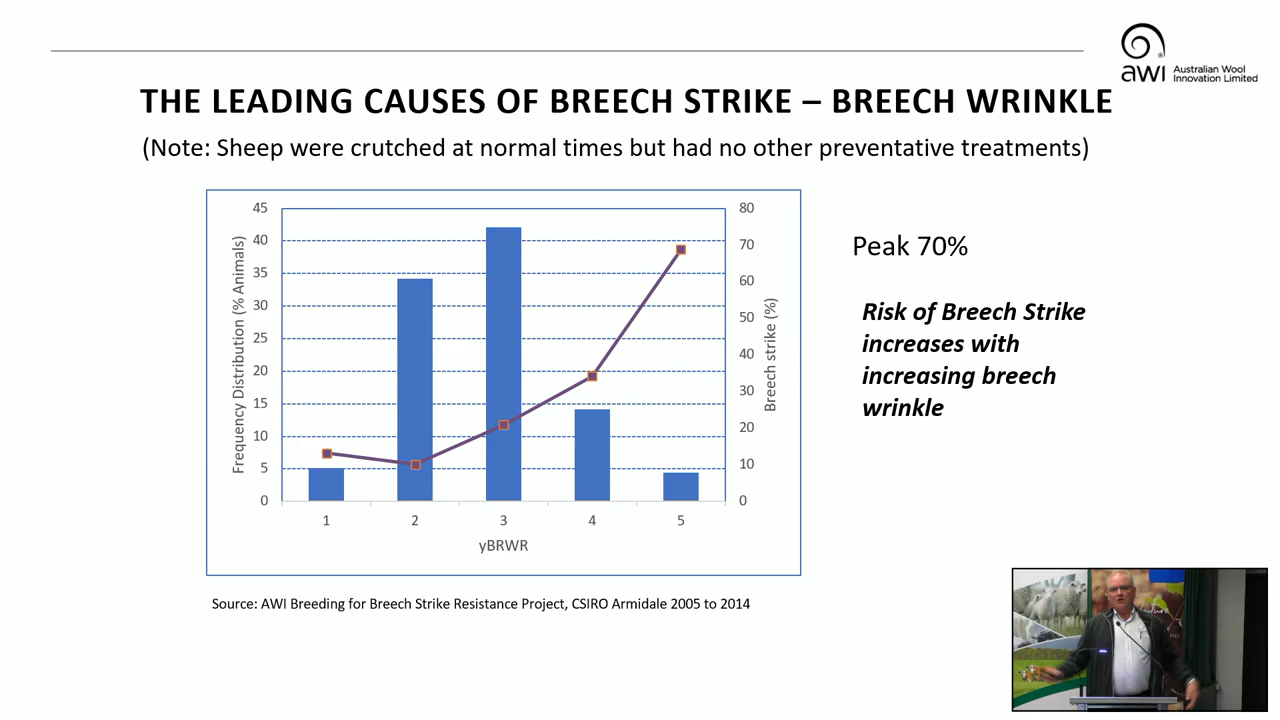 awi Australian Wool
Innovation Limited
THE LEADING CAUSES OF BREECH STRIKE – BREECH WRINKLE
(Note: Sheep were crutched at normal times but had no other preventative treatments)
45
40
35
30
25
20
15
10
5
0
Frequency Distribution (% Animals)
80
70
60
50
40
30
20
10
0
Breech strike (%)
1 2 3 4 5
yBRWR
Peak 70%
Risk of Breech Strike
increases with
increasing breech
wrinkle
Source: AWI Breeding for Breech Strike Resistance Project, CSIRO Armidale 2005 to 2014